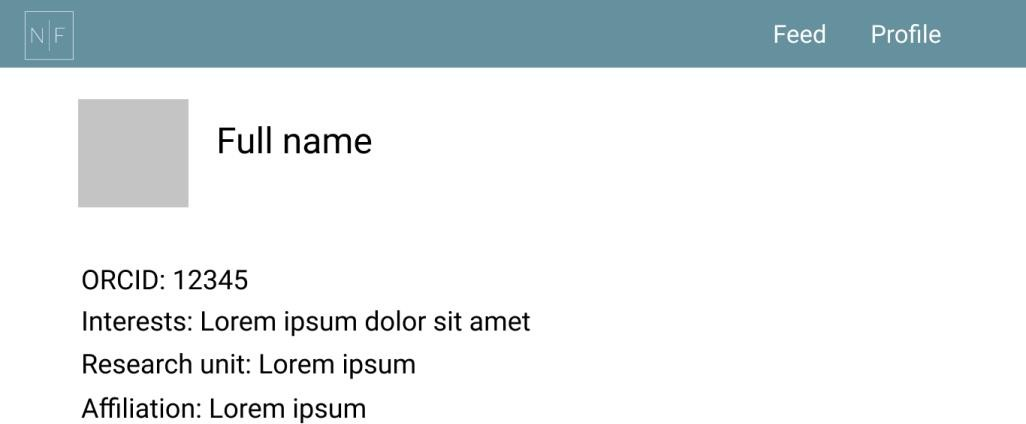 N|F
Feed Profile
Full name
ORCID: 12345
Interests: Lorem ipsum dolor sit amet
Research unit: Lorem ipsum
Affiliation: Lorem ipsum